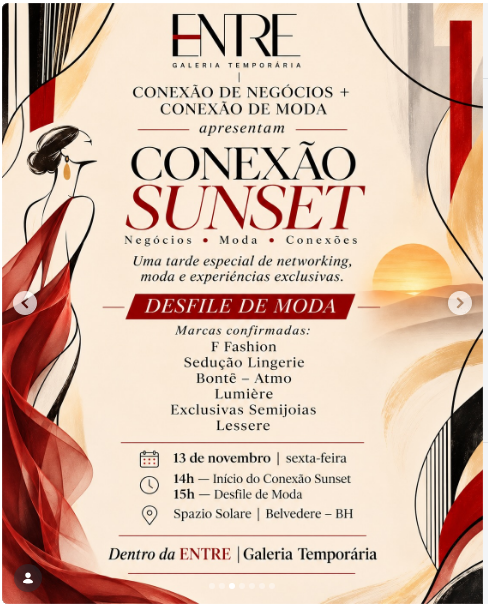 ENTRE
GALERIA TEMPORÁRIA
CONEXÃO DE NEGÓCIOS +
CONEXÃO DE MODA
apresentam
CONEXÃO
SUNSET
Negócios • Moda • Conexões
Uma tarde especial de networking,
moda e experiências exclusivas.
DESFILE DE MODA
Marcas confirmadas:
F Fashion
Sedução Lingerie
Bontê – Atmo
Lumière
Exclusivas Semijoias
Lessere
13 de novembro | sexta-feira
14h — Início do Conexão Sunset
15h — Desfile de Moda
Spazio Solare | Belvedere – BH
Dentro da ENTRE | Galeria Temporária